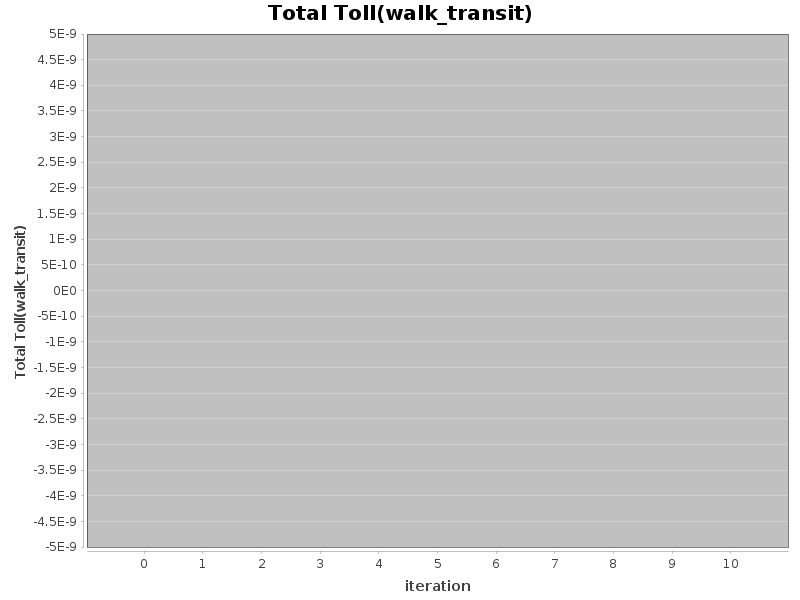 Total Toll(walk_transit)
5E-9
4.5E-9
4E-9
3.5E-9
3E-9
2.5E-9
2E-9
1.5E-9
1E-9
5E-10
0E0
-5E-10
-1E-9
-1.5E-9
-2E-9
-2.5E-9
-3E-9
-3.5E-9
-4E-9
-4.5E-9
-5E-9
Total Toll(walk_transit)
0 1 2 3 4 5 6 7 8 9 10
iteration